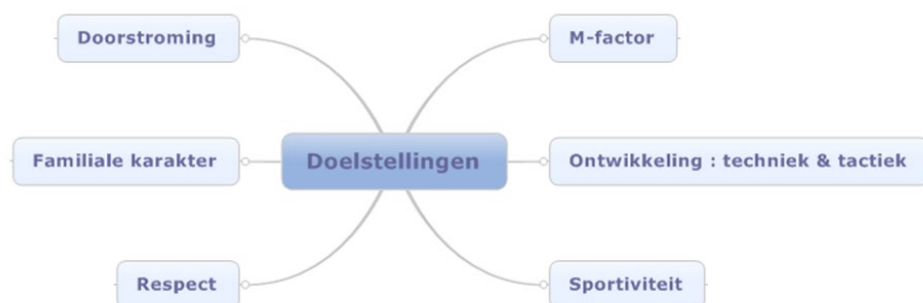 Doorstroming
M-factor
Familiale karakter
Doelstellingen
Ontwikkeling : techniek & tactiek
Respect
Sportiviteit